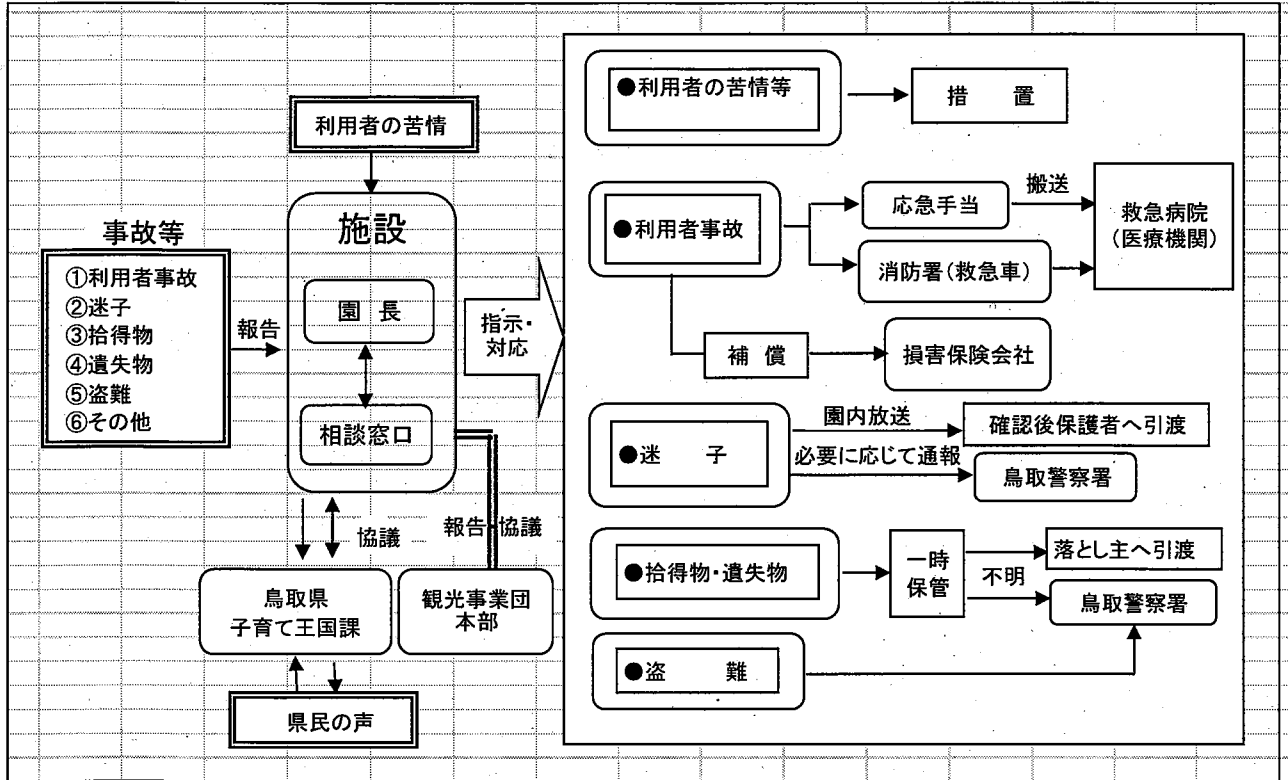 利用者の苦情
事故等
①利用者事故
②迷子
③拾得物
④遺失物
⑤盗難
⑥その他
報告
施設
園長
相談窓口
協議
報告・協議
鳥取県
子育て王国課
観光事業団
本部
県民の声
指示・
対応
●利用者の苦情等
措　置
●利用者事故
応急手当
搬送
救急病院
（医療機関）
消防署（救急車）
補償
損害保険会社
●迷　子
園内放送
確認後保護者へ引渡
必要に応じて通報
鳥取警察署
●拾得物・遺失物
一時
保管
落とし主へ引渡
不明
鳥取警察署
●盗　難